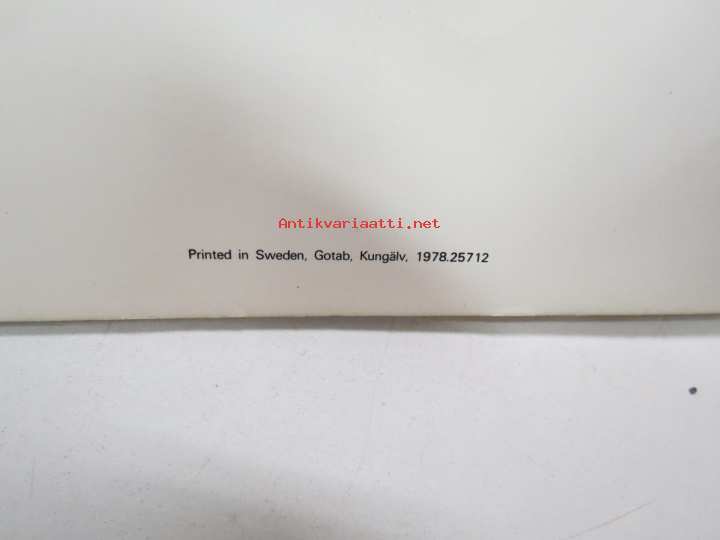 Antikvariaatti.net
Printed in Sweden, Gotab, Kungälv, 1978.25712